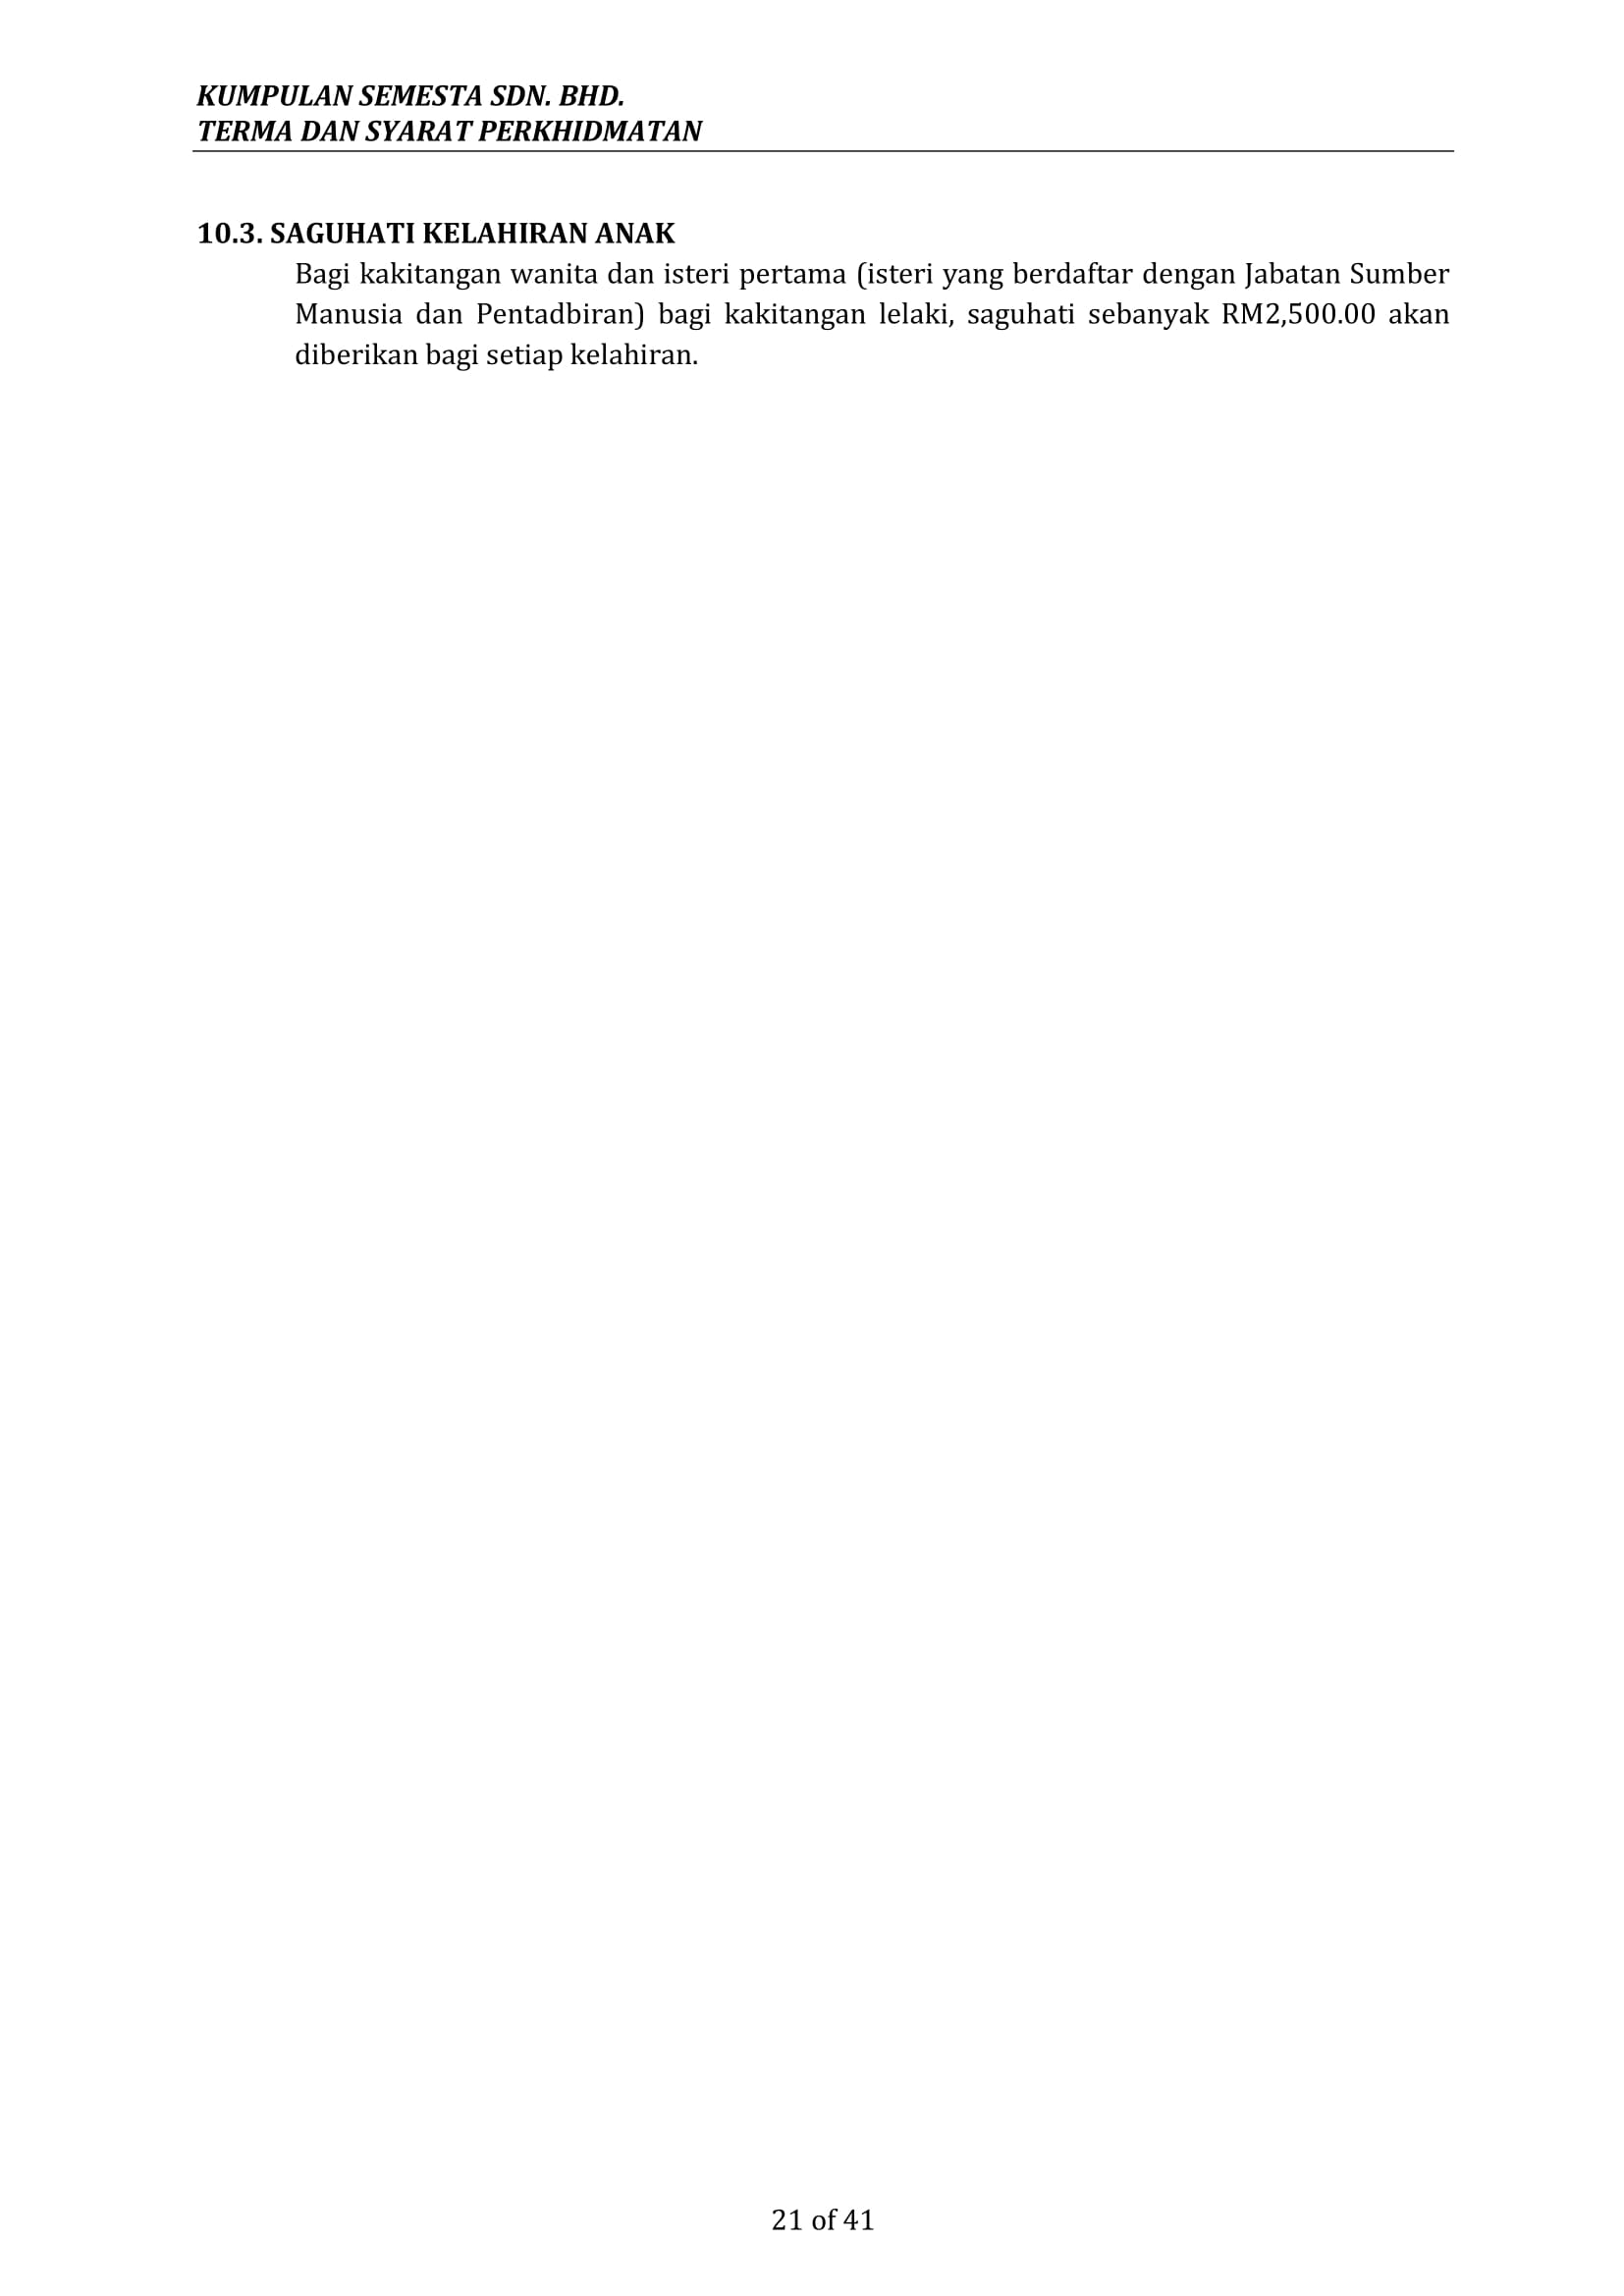 KUMPULAN SEMESTA SDN. BHD.
TERMA DAN SYARAT PERKHIDMATAN
10.3. SAGUHATI KELAHIRAN ANAK
Bagi kakitangan wanita dan isteri pertama (isteri yang berdaftar dengan Jabatan Sumber
Manusia dan Pentadbiran) bagi kakitangan lelaki, saguhati sebanyak RM2,500.00 akan
diberikan bagi setiap kelahiran.
21 of 41